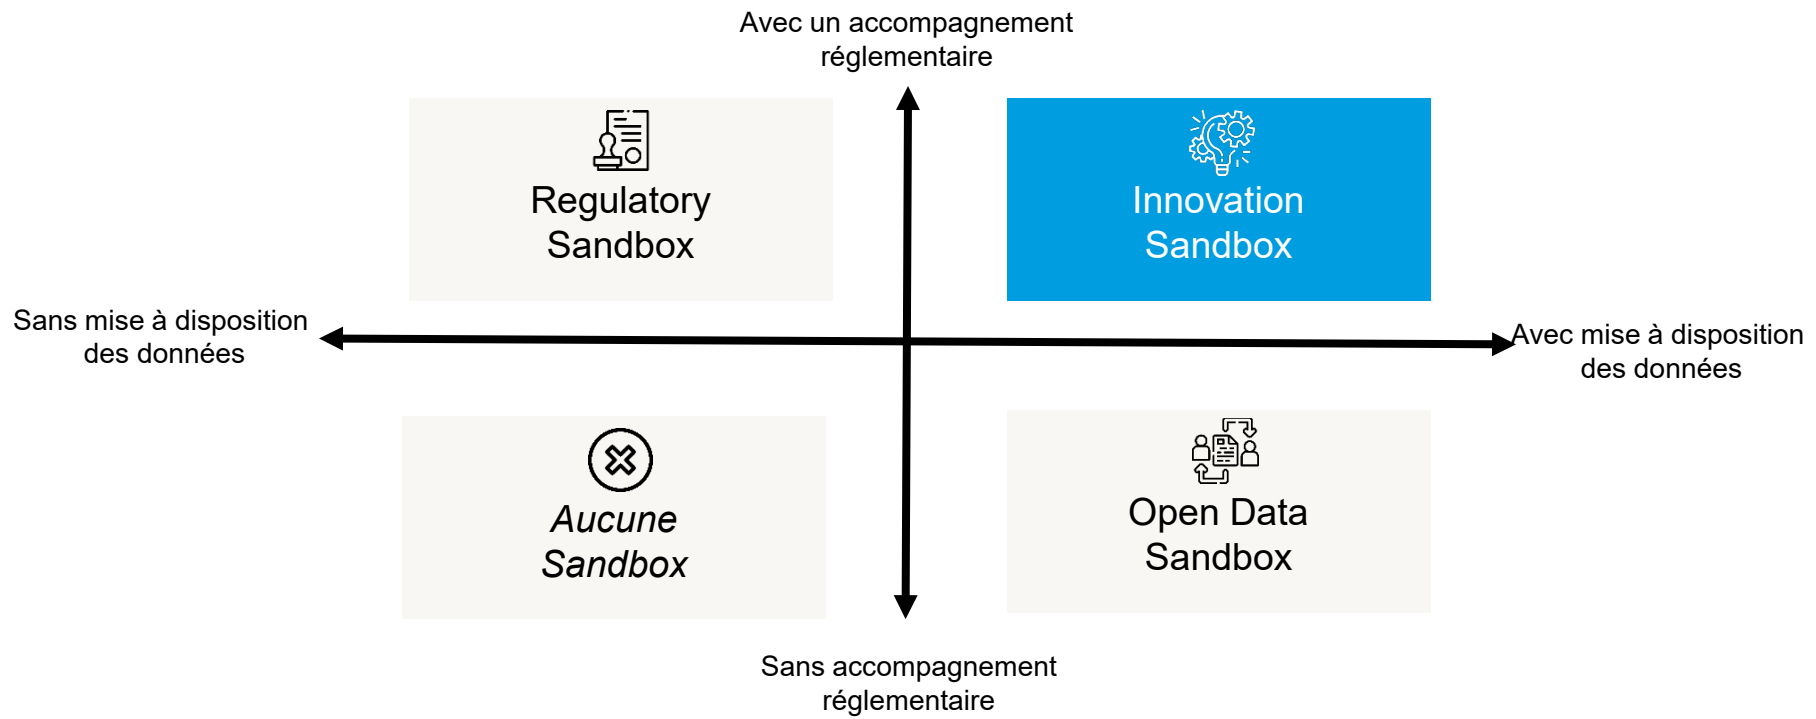 Avec un accompagnement
réglementaire
Regulatory
Sandbox
Innovation
Sandbox
Sans mise à disposition
des données
Avec mise à disposition
des données
Aucune
Sandbox
Open Data
Sandbox
Sans accompagnement
réglementaire